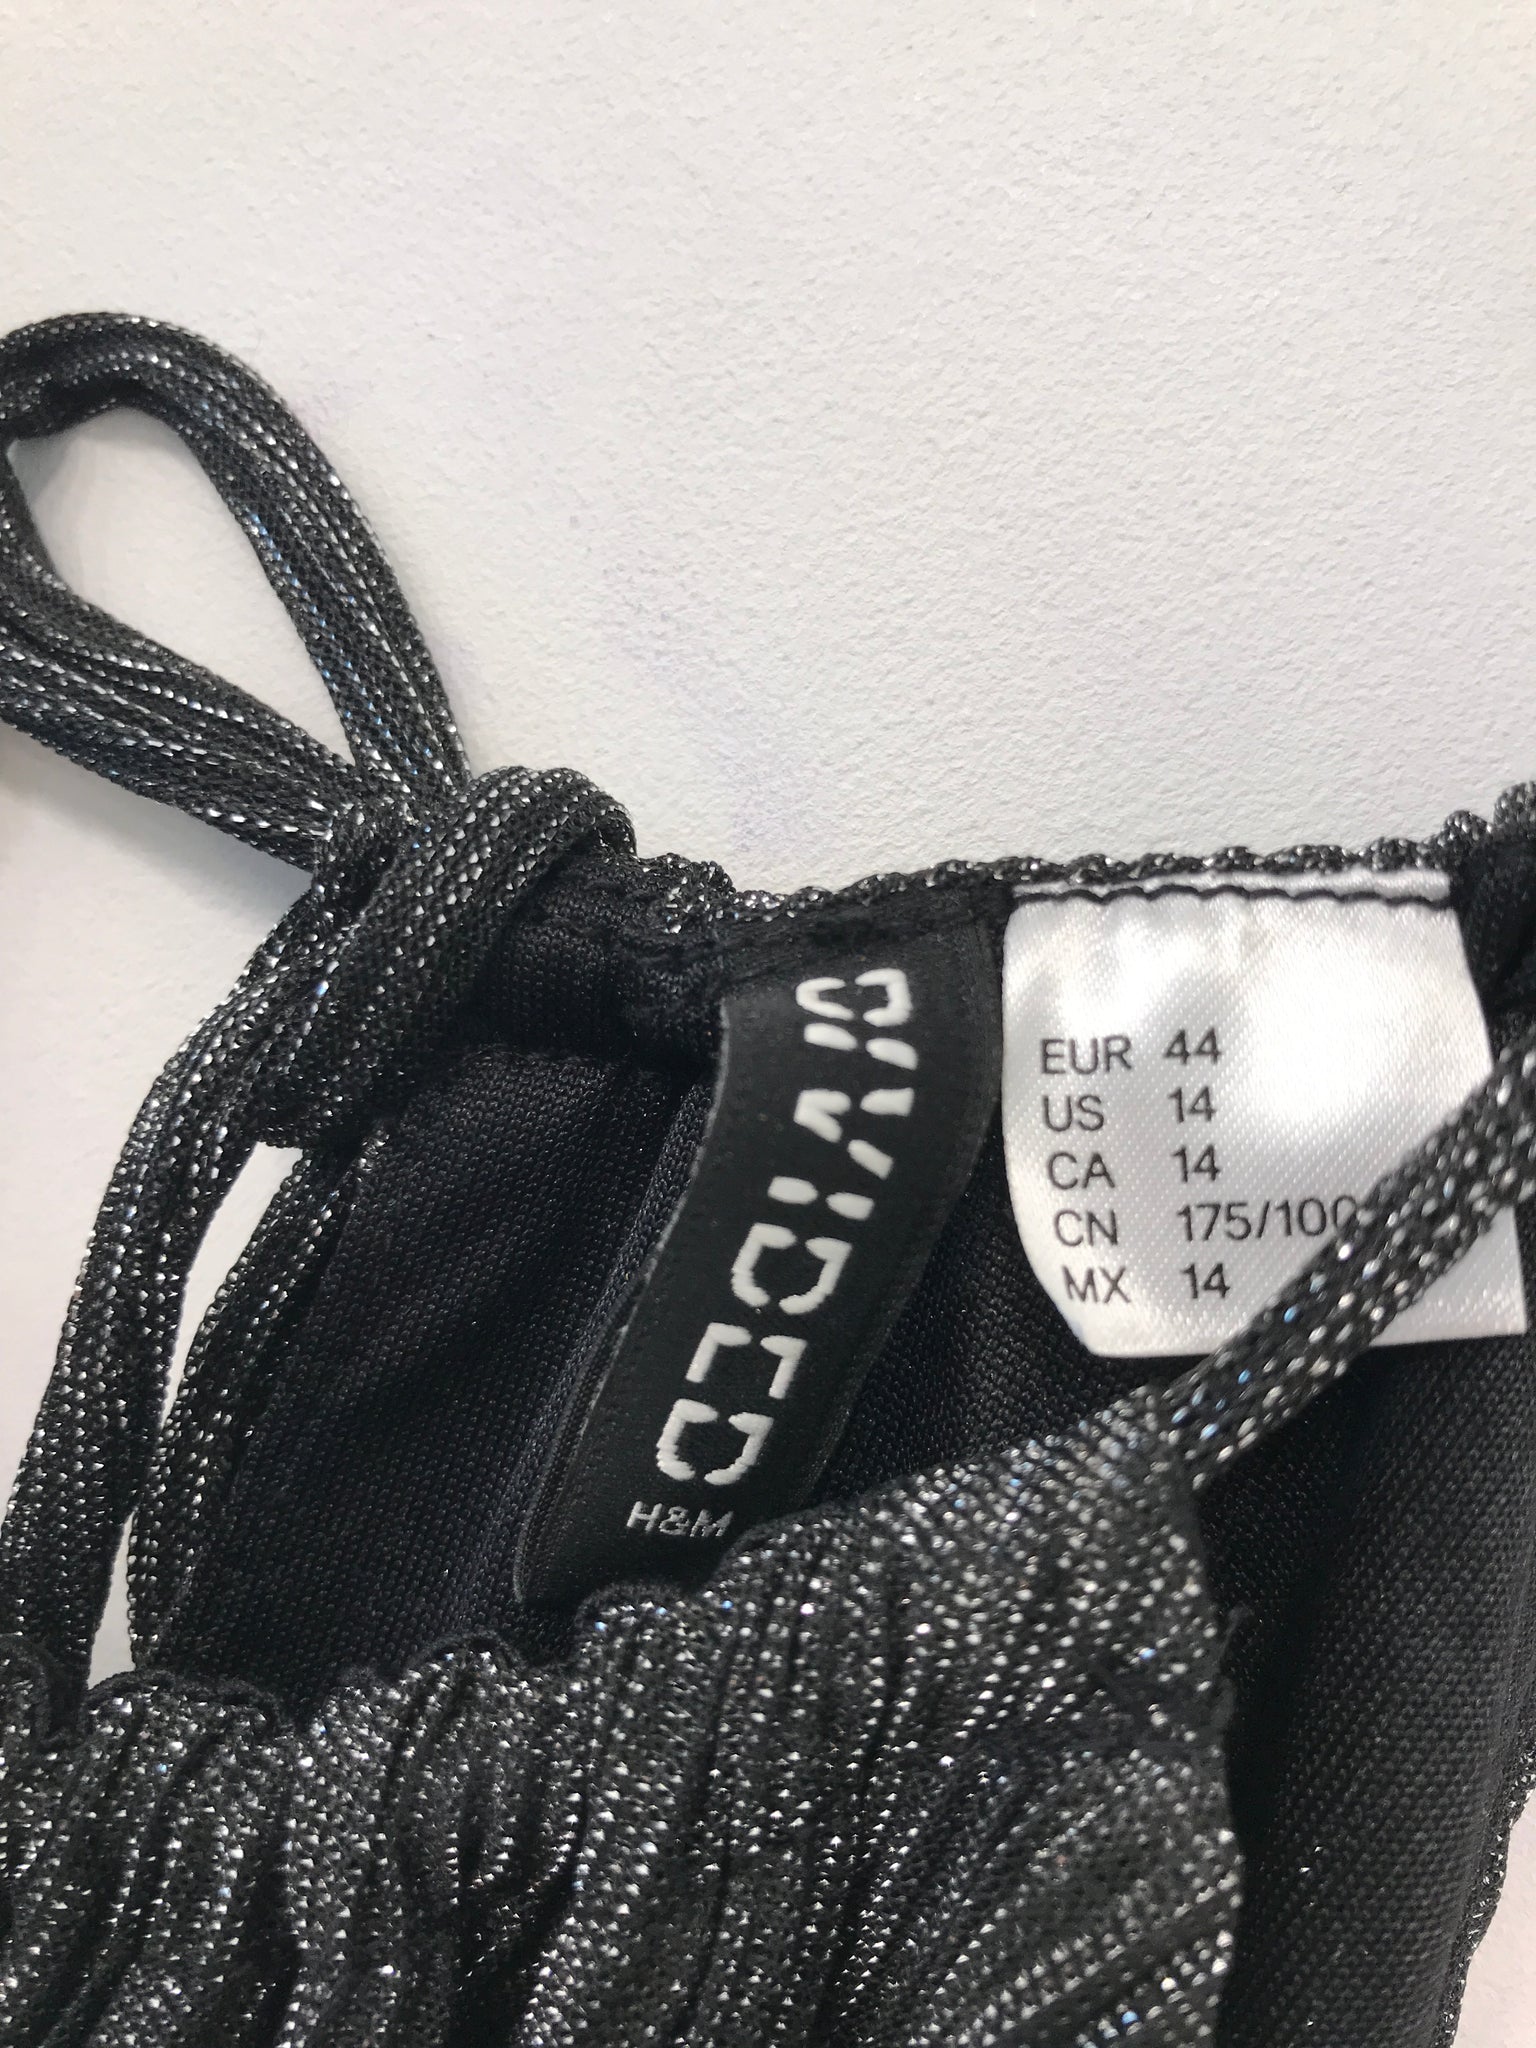 DIVIDED
H&M
EUR 44
US 14
CA 14
CN 175/100
MX 14